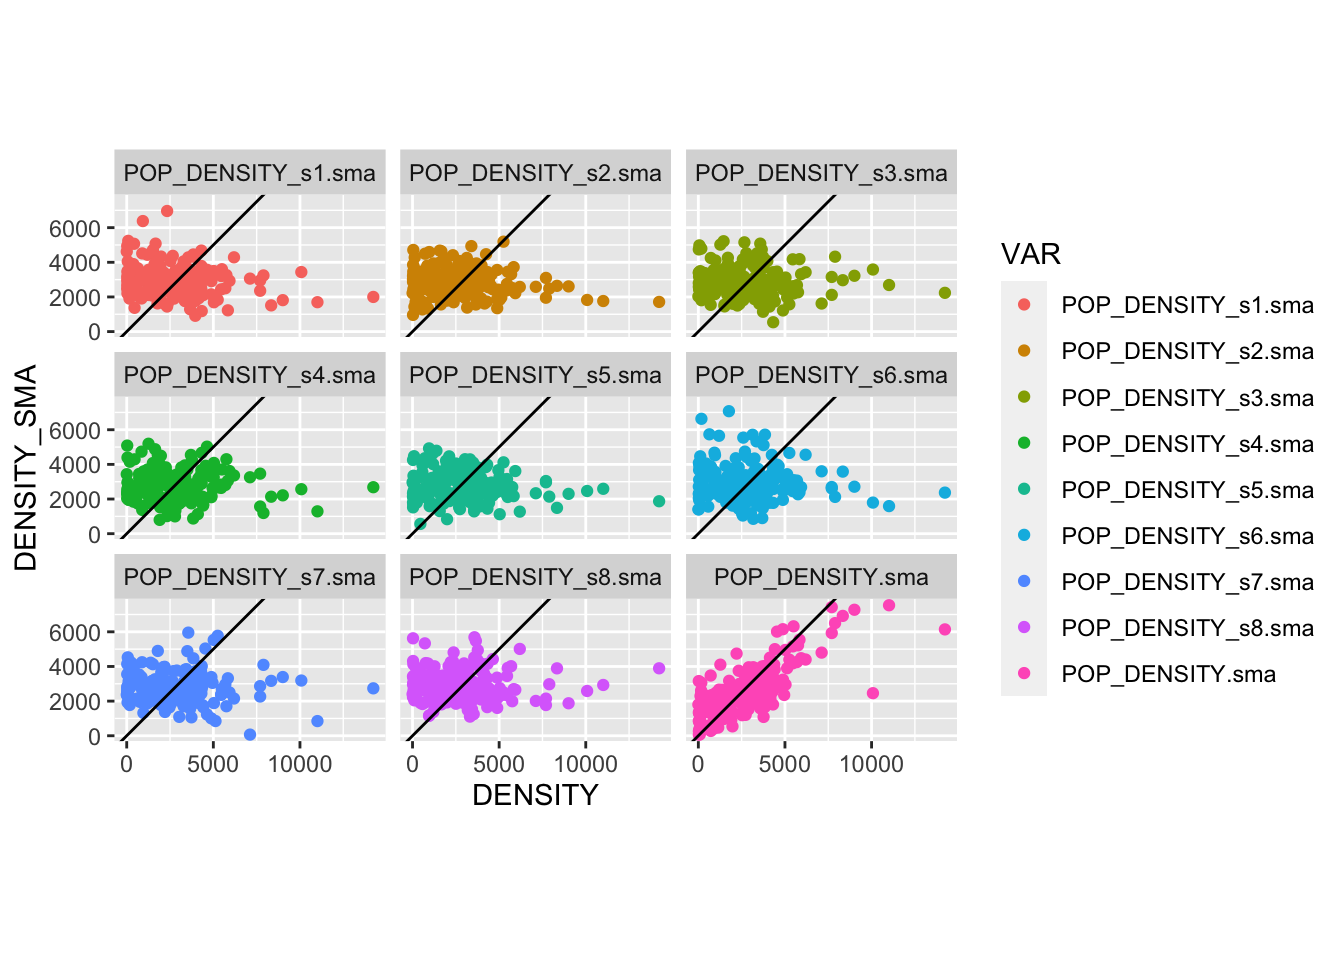 POP_DENSITY_s1.sma
POP_DENSITY_s2.sma
POP_DENSITY_s3.sma
6000
4000
2000
0
POP_DENSITY_s4.sma
POP_DENSITY_s5.sma
POP_DENSITY_s6.sma
6000
4000
2000
0
POP_DENSITY_s7.sma
POP_DENSITY_s8.sma
POP_DENSITY.sma
6000
4000
2000
0
0 5000 10000
0 5000 10000
0 5000 10000
DENSITY
DENSITY_SMA
VAR
POP_DENSITY_s1.sma
POP_DENSITY_s2.sma
POP_DENSITY_s3.sma
POP_DENSITY_s4.sma
POP_DENSITY_s5.sma
POP_DENSITY_s6.sma
POP_DENSITY_s7.sma
POP_DENSITY_s8.sma
POP_DENSITY.sma